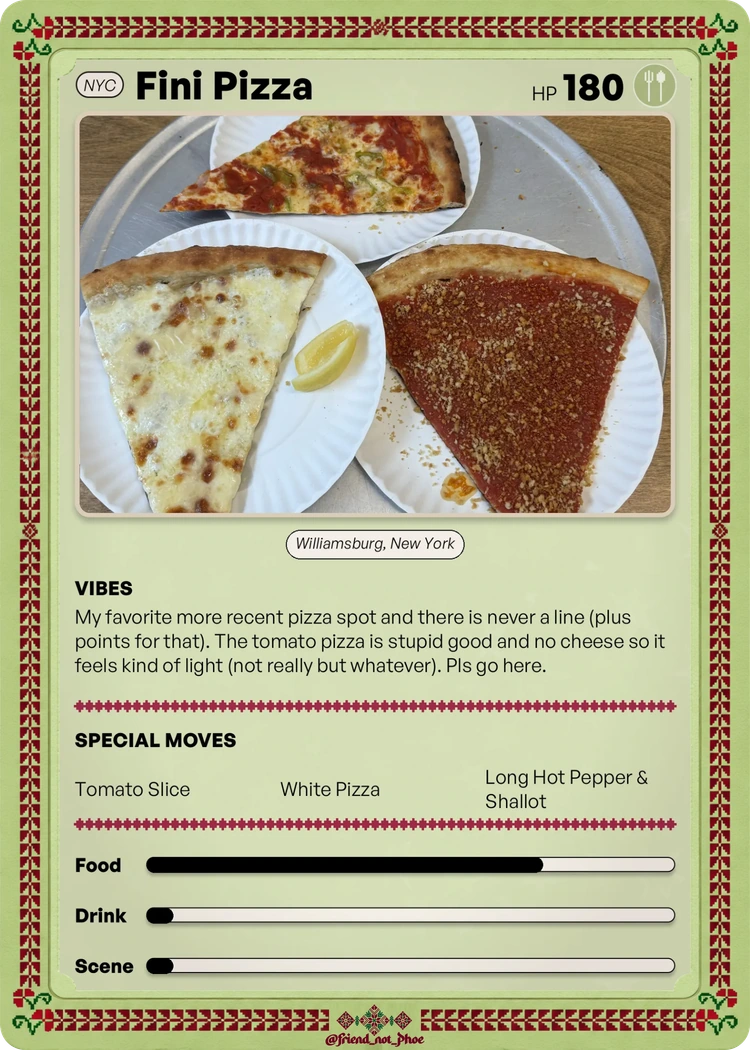 NYC Fini Pizza HP 180
Williamsburg, New York
VIBES
My favorite more recent pizza spot and there is never a line (plus
points for that). The tomato pizza is stupid good and no cheese so it
feels kind of light (not really but whatever). Pls go here.
SPECIAL MOVES
Tomato Slice
White Pizza
Long Hot Pepper &
Shallot
Food
Drink
Scene
@friend_not_phoe